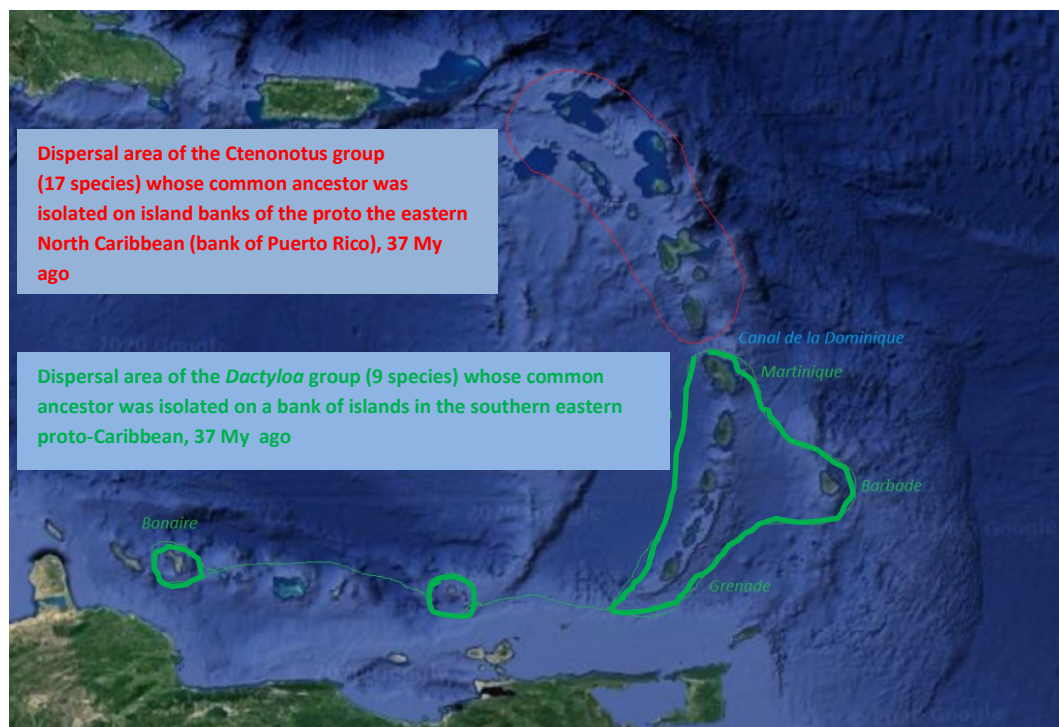 Dispersal area of the Ctenonotus group
(17 species) whose common ancestor was
isolated on island banks of the proto the eastern
North Caribbean (bank of Puerto Rico), 37 My
ago
Canal de la Dominique
Martinique
Dispersal area of the Dactyloa group (9 species) whose common
ancestor was isolated on a bank of islands in the southern eastern
proto-Caribbean, 37 My ago
Barbade
Bonaire
Grenade